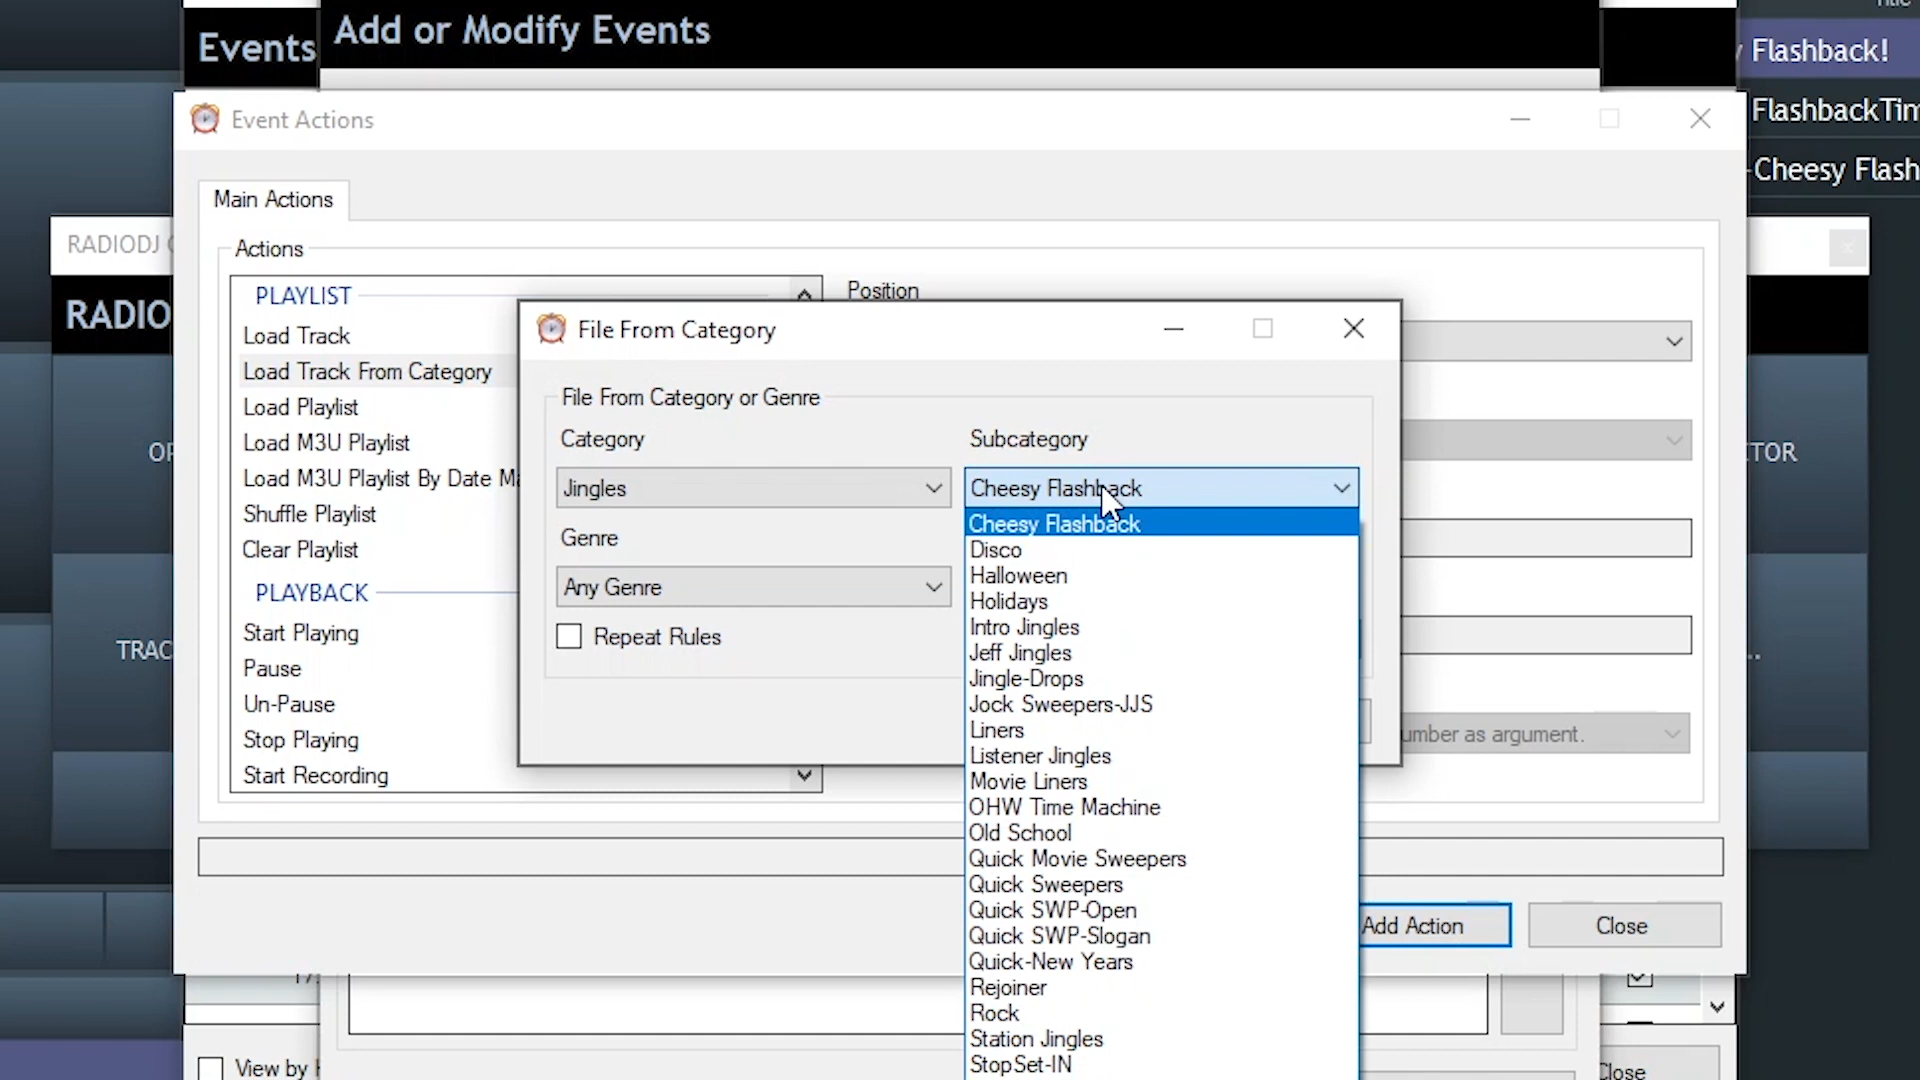 Add or Modify Events
Events
Flashback!
Event Actions
FlashbackTim
-Cheesy Flash
Main Actions
RADIODJ
Actions
PLAYLIST
Position
RADIO
File From Category
Load Track
Load Track From Category
File From Category or Genre
Load Playlist
Category
Subcategory
Load M3U Playlist
Load M3U Playlist By Date Ma
Jingles
Cheesy Flashback
Shuffle Playlist
Cheesy Flashback
Genre
Clear Playlist
Disco
Halloween
Any Genre
PLAYBACK
Holidays
Intro Jingles
Start Playing
Repeat Rules
Jeff Jingles
Pause
Jingle-Drops
Un-Pause
Jock Sweepers-JJS
Liners
Stop Playing
umber as argument.
Listener Jingles
Start Recording
Movie Liners
OHW Time Machine
Old School
Quick Movie Sweepers
Quick Sweepers
Quick SWP-Open
Add Action
Close
Quick SWP-Slogan
Quick-New Years
Rejoiner
Rock
Station Jingles
StopSet-IN
View by
Close
OP
TOR
TRAC